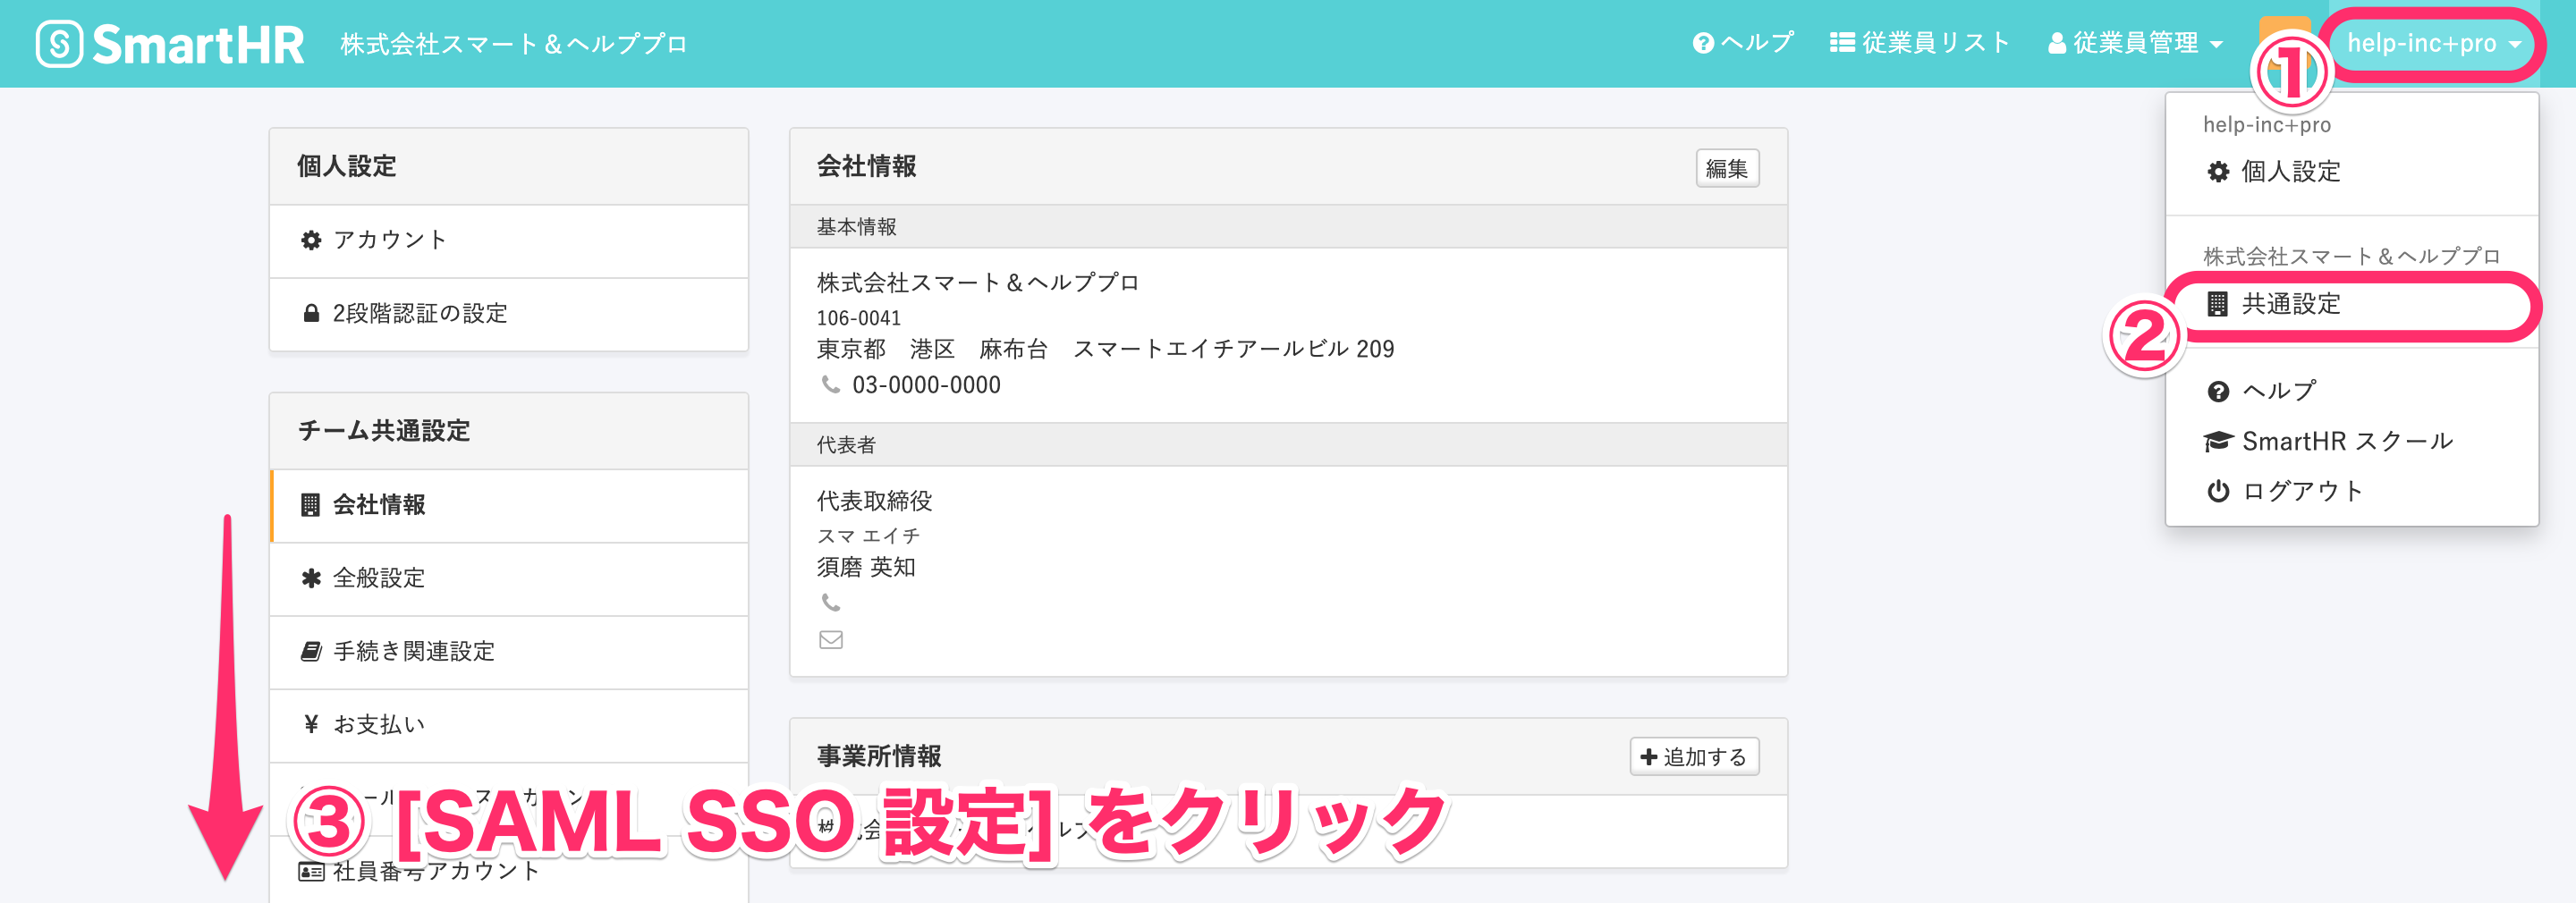 SmartHR 株式会社スマート＆ヘルププロ ヘルプ 従業員リスト 従業員管理 help-inc+pro
①
help-inc+pro
個人設定
株式会社スマート＆ヘルププロ
② 共通設定
ヘルプ
SmartHR スクール
ログアウト
個人設定
アカウント
2段階認証の設定
チーム共通設定
会社情報
全般設定
手続き関連設定
¥ お支払い
社員番号アカウント
会社情報 編集
基本情報
株式会社スマート＆ヘルププロ
106-0041
東京都　港区　麻布台　スマートエイチアールビル 209
03-0000-0000
代表者
代表取締役
スマ エイチ
須磨 英知
事業所情報 追加する
③ [SAML SSO 設定] をクリック